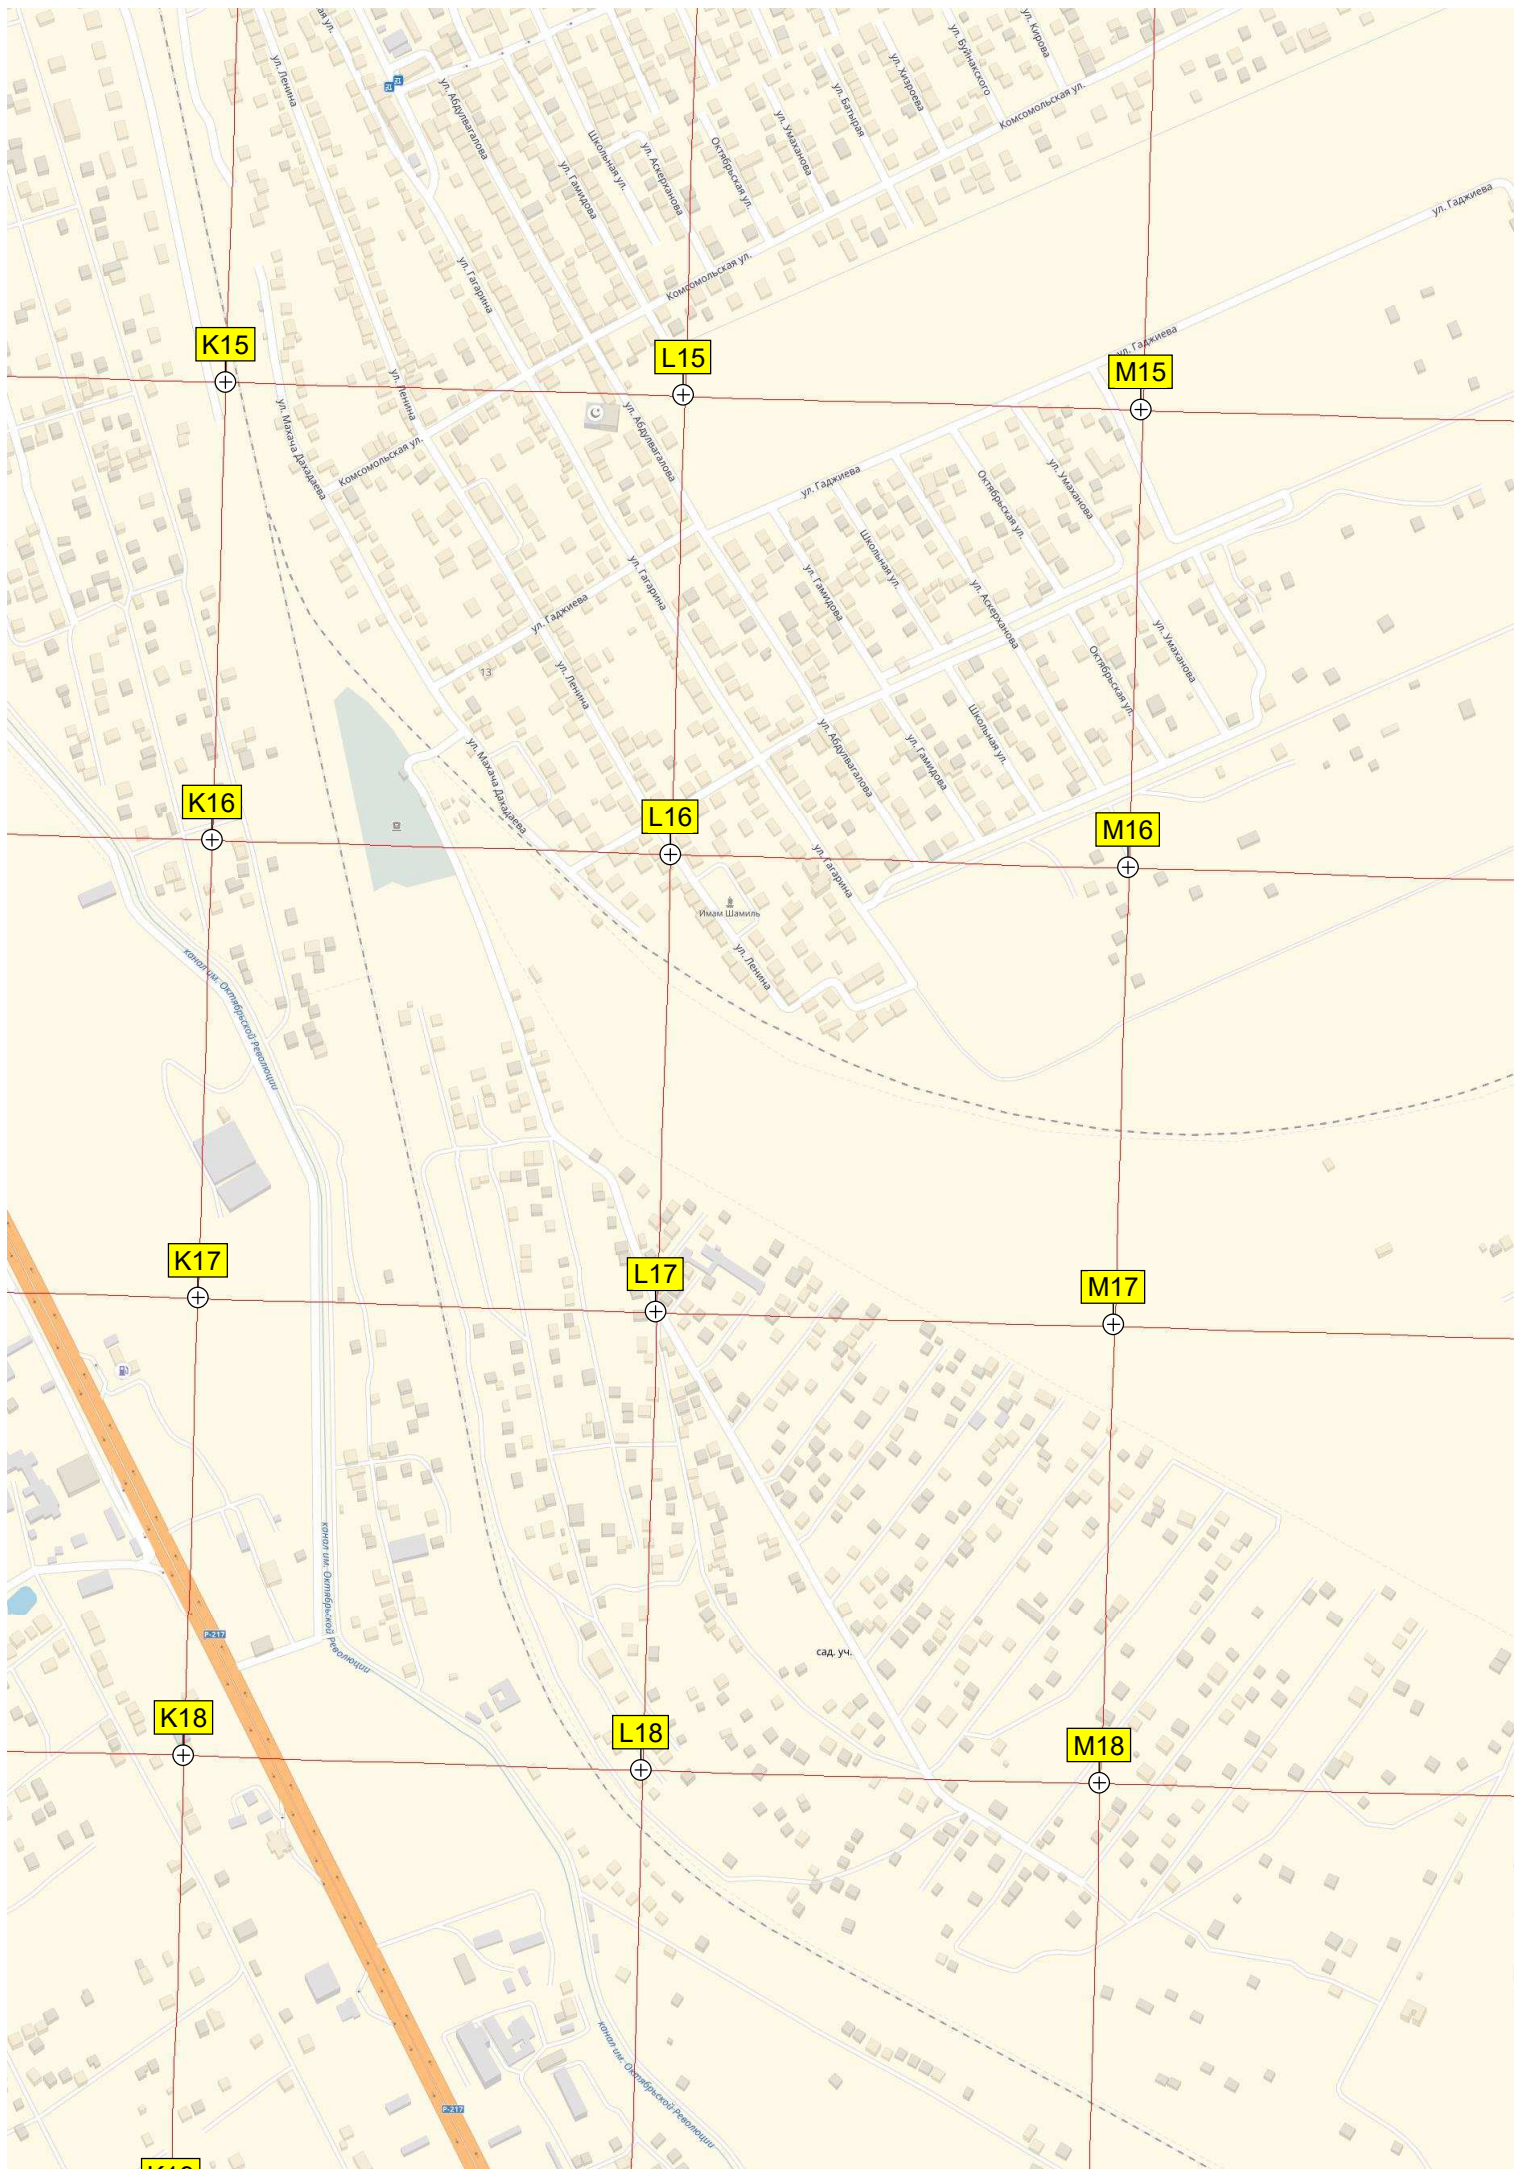 ул. Ленина
ул. Абдулвагалова
ул. Хизроева
ул. Буйнакского
ул. Кирова
ул. Батырая
Комсомольская ул.
ул. Умаханова
Школьная ул.
ул. Аскерханова
Октябрьская ул.
ул. Гамидова
ул. Гаджиева
Комсомольская ул.
ул. Гагарина
K15
L15
ул. Гаджиева
M15
ул. Ленина
ул. Махача Дахадаева
Комсомольская ул.
ул. Абдулвагалова
ул. Гаджиева
ул. Умаханова
Октябрьская ул.
Школьная ул.
ул. Гагарина
ул. Гамидова
ул. Аскерханова
ул. Гаджиева
ул. Умаханова
Октябрьская ул.
13
ул. Ленина
Школьная ул.
ул. Абдулвагалова
ул. Гамидова
ул. Махача Дахадаева
K16
L16
M16
ул. Гагарина
Имам Шамиль
ул. Ленина
канал им. Октябрьской Революции
K17
L17
M17
канал им. Октябрьской Революции
Р-217
сад. уч.
K18
L18
M18
канал им. Октябрьской Революции
Р-217